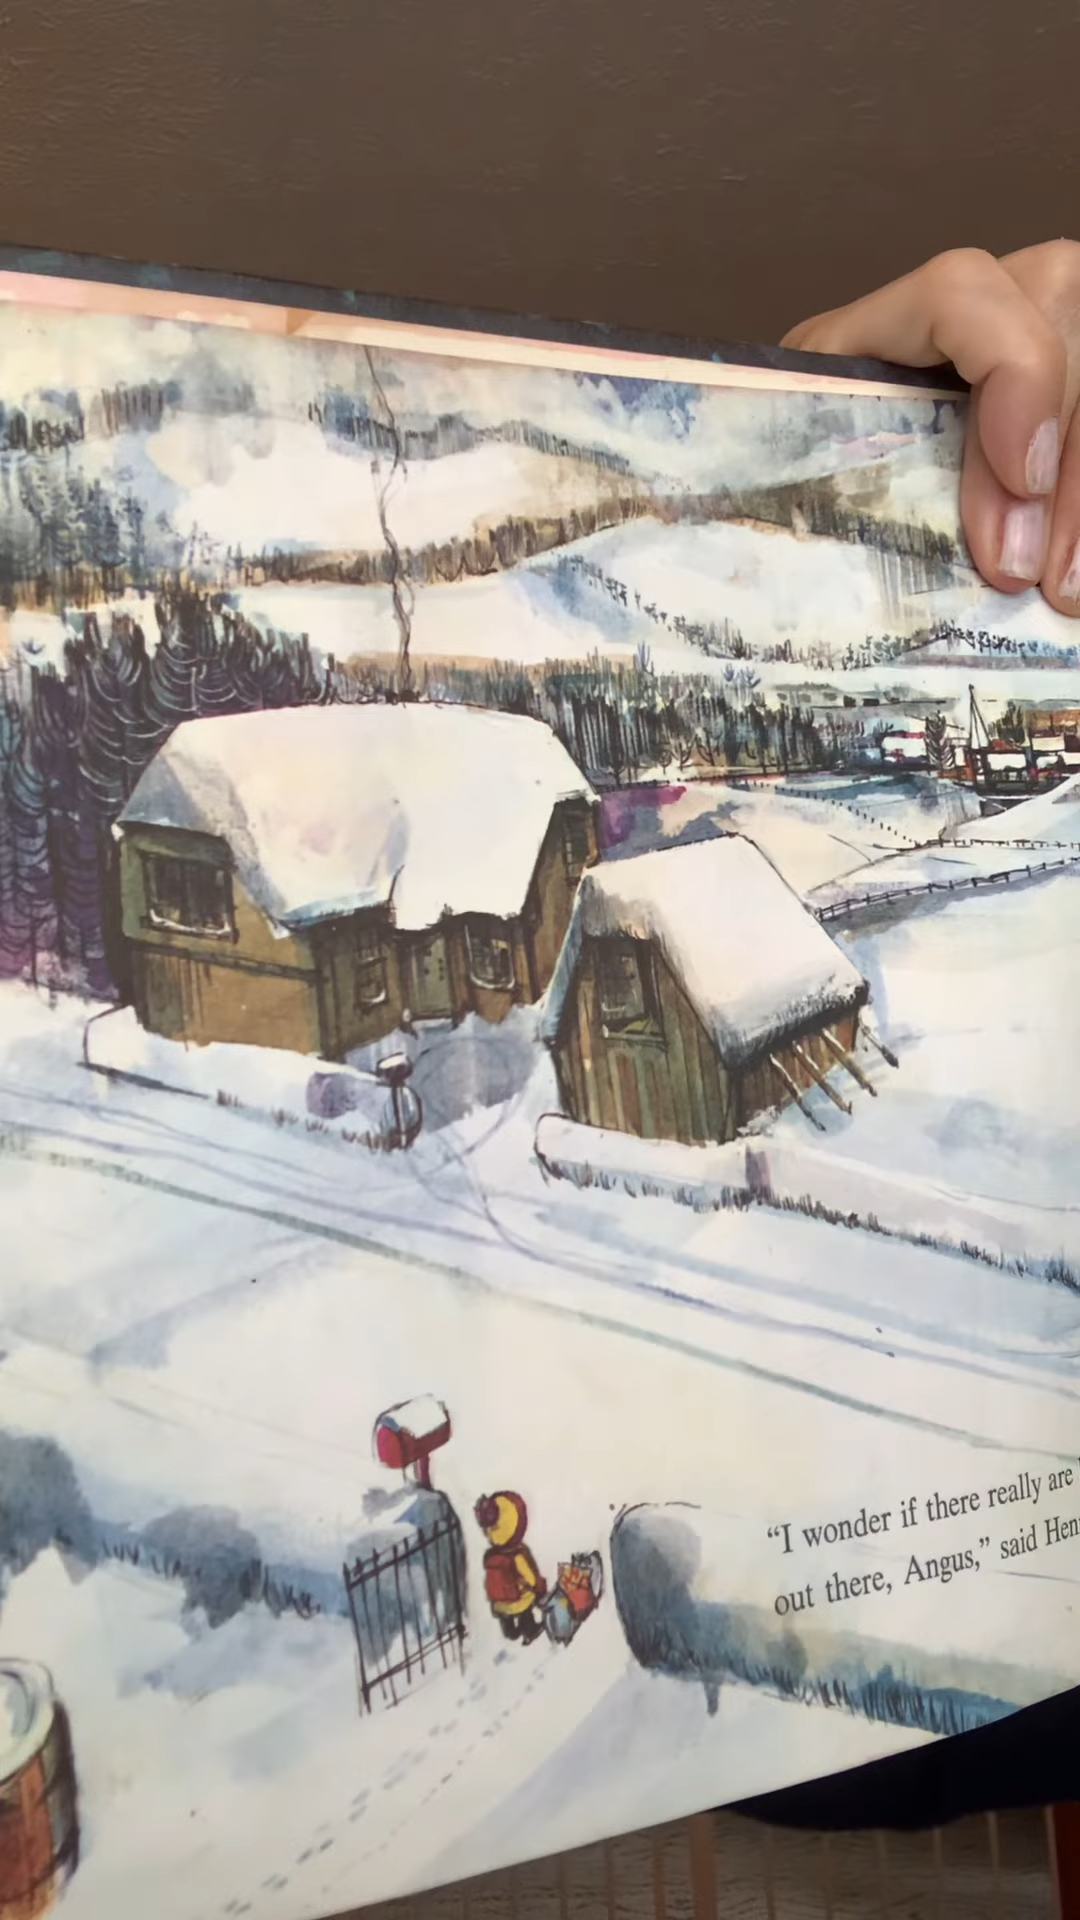 “I wonder if there really are
out there, Angus,” said